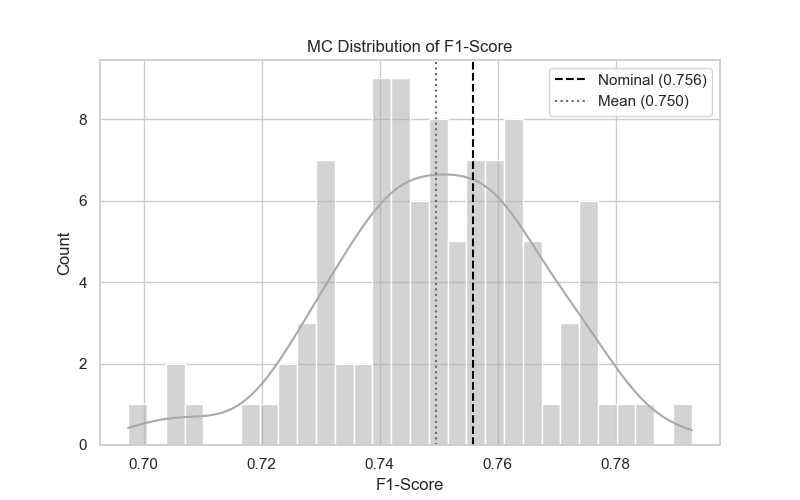 MC Distribution of F1-Score
Nominal (0.756)
Mean (0.750)
Count
8
6
4
2
0
0.70 0.72 0.74 0.76 0.78
F1-Score